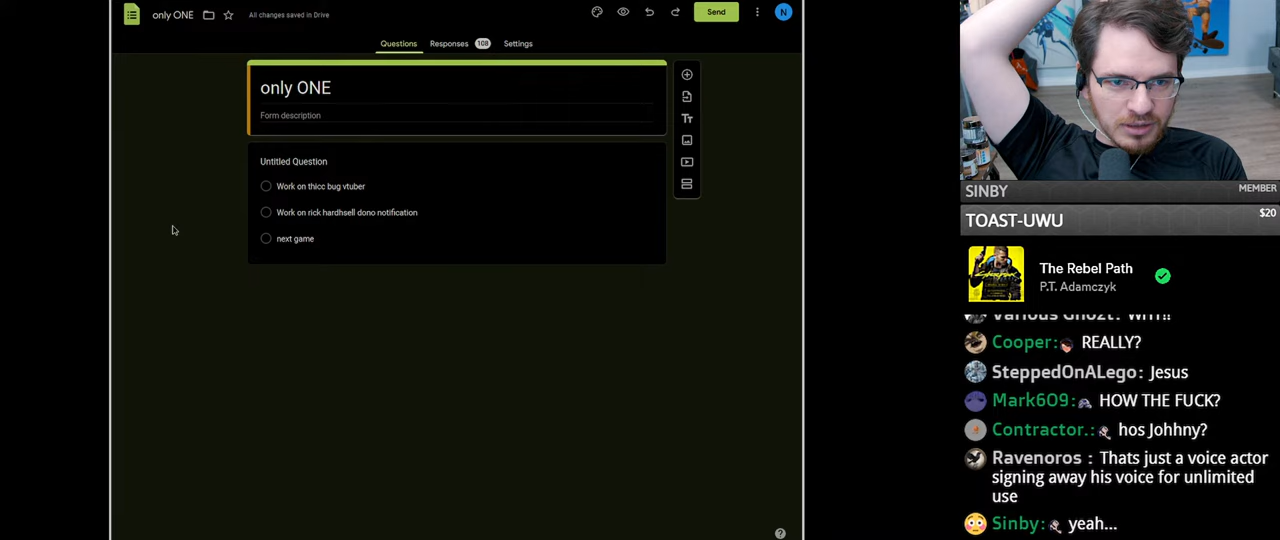 only ONE
All changes saved in Drive
Send
N
Questions
Responses
108
Settings
only ONE
Form description
Untitled Question
Work on thicc bug vtuber
Work on rick hardhsell dono notification
next game
SINBY
MEMBER
TOAST-UWU
$20
The Rebel Path
P.T. Adamczyk
Various Gh0zt: WHT!!
Cooper: REALLY?
SteppedOnALego: Jesus
Mark609: HOW THE FUCK?
Contractor.: hos Johhny?
Ravenoros : Thats just a voice actor
signing away his voice for unlimited
use
Sinby: yeah...